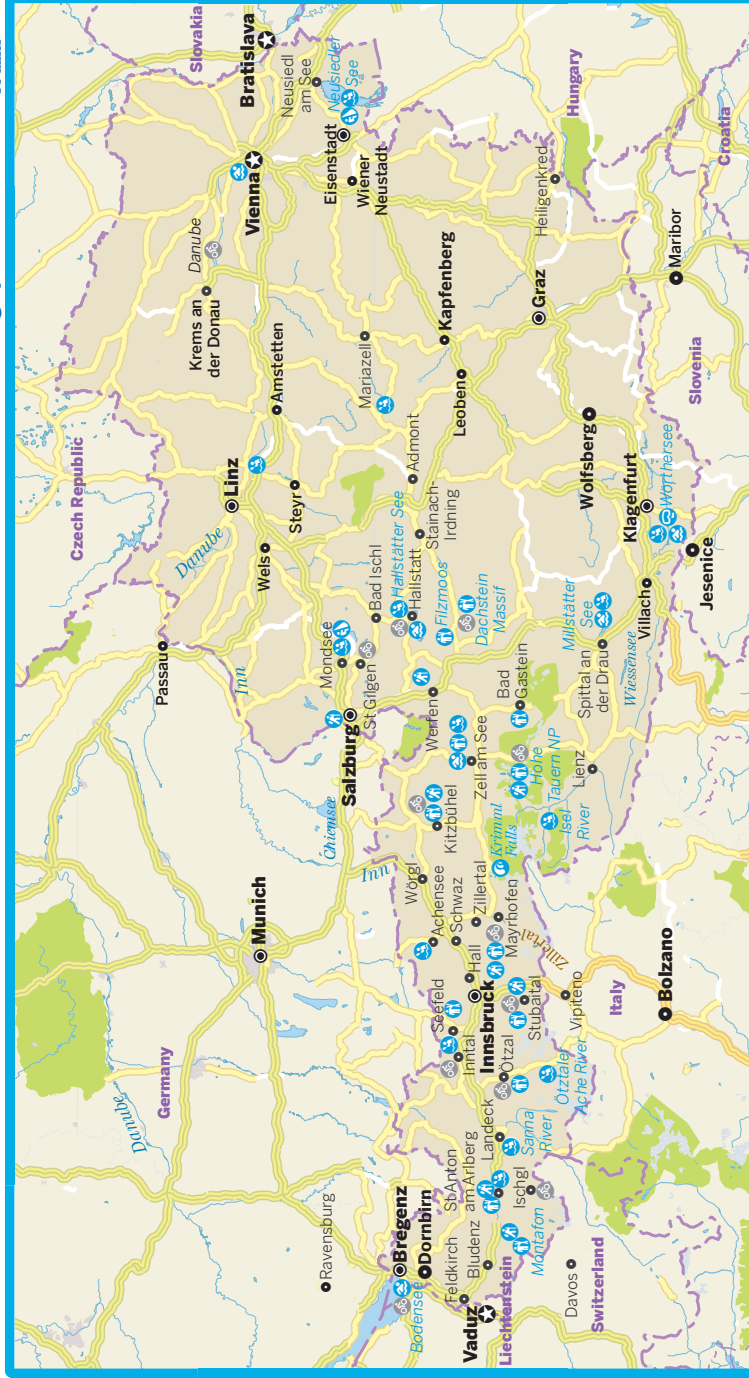 Czech Republic
Slovakia
Germany
Hungary
Croatia
Slovenia
Italy
Switzerland
Liechtenstein
Bratislava
Neusiedl
am See
Neusiedler
See
Vienna
Eisenstadt
Wiener
Neustadt
Heiligenkred
Danube
Krems an
der Donau
Amstetten
Mariazell
Kapfenberg
Leoben
Graz
Maribor
Linz
Steyr
Wels
Danube
Admont
Stainach-
Irdning
Wolfsberg
Klagenfurt
Wörthersee
Jesenice
Villach
Passau
Inn
Mondsee
St Gilgen
Bad Ischl
Hallstätter See
Hallstatt
Filzmoos
Dachstein
Massif
Millstätter
See
Spittal an
der Drau
Wiessensee
Salzburg
Werfen
Bad
Gastein
Zell am See
Hohe
Tauern NP
Lienz
Isel
River
Chiemsee
Kitzbühel
Krimml
Falls
Inn
Wörgl
Achensee
Schwaz
Zillertal
Mayrhofen
Zillertal
Munich
Hall
Innsbruck
Seefeld
Inntal
Stubaital
Vipiteno
Bolzano
Ötzal
Ötztaler
Ache River
Landeck
Sanna
River
St Anton
am Arlberg
Ischgl
Danube
Ravensburg
Bregenz
Dornbirn
Bodensee
Feldkirch
Bludenz
Montafon
Vaduz
Davos